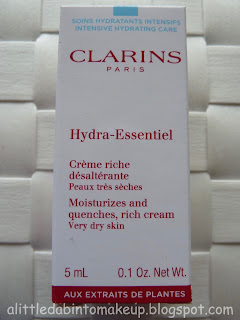 SOINS HYDRATANTS INTENSIFS
INTENSIVE HYDRATING CARE
CLARINS
PARIS
Hydra-Essentiel
Crème riche
désaltérante
Peaux très sèches
Moisturizes and
quenches, rich cream
Very dry skin
5 mL 0.1 Oz. Net Wt.
AUX EXTRAITS DE PLANTES
alittledabintomakeup.blogspot.com